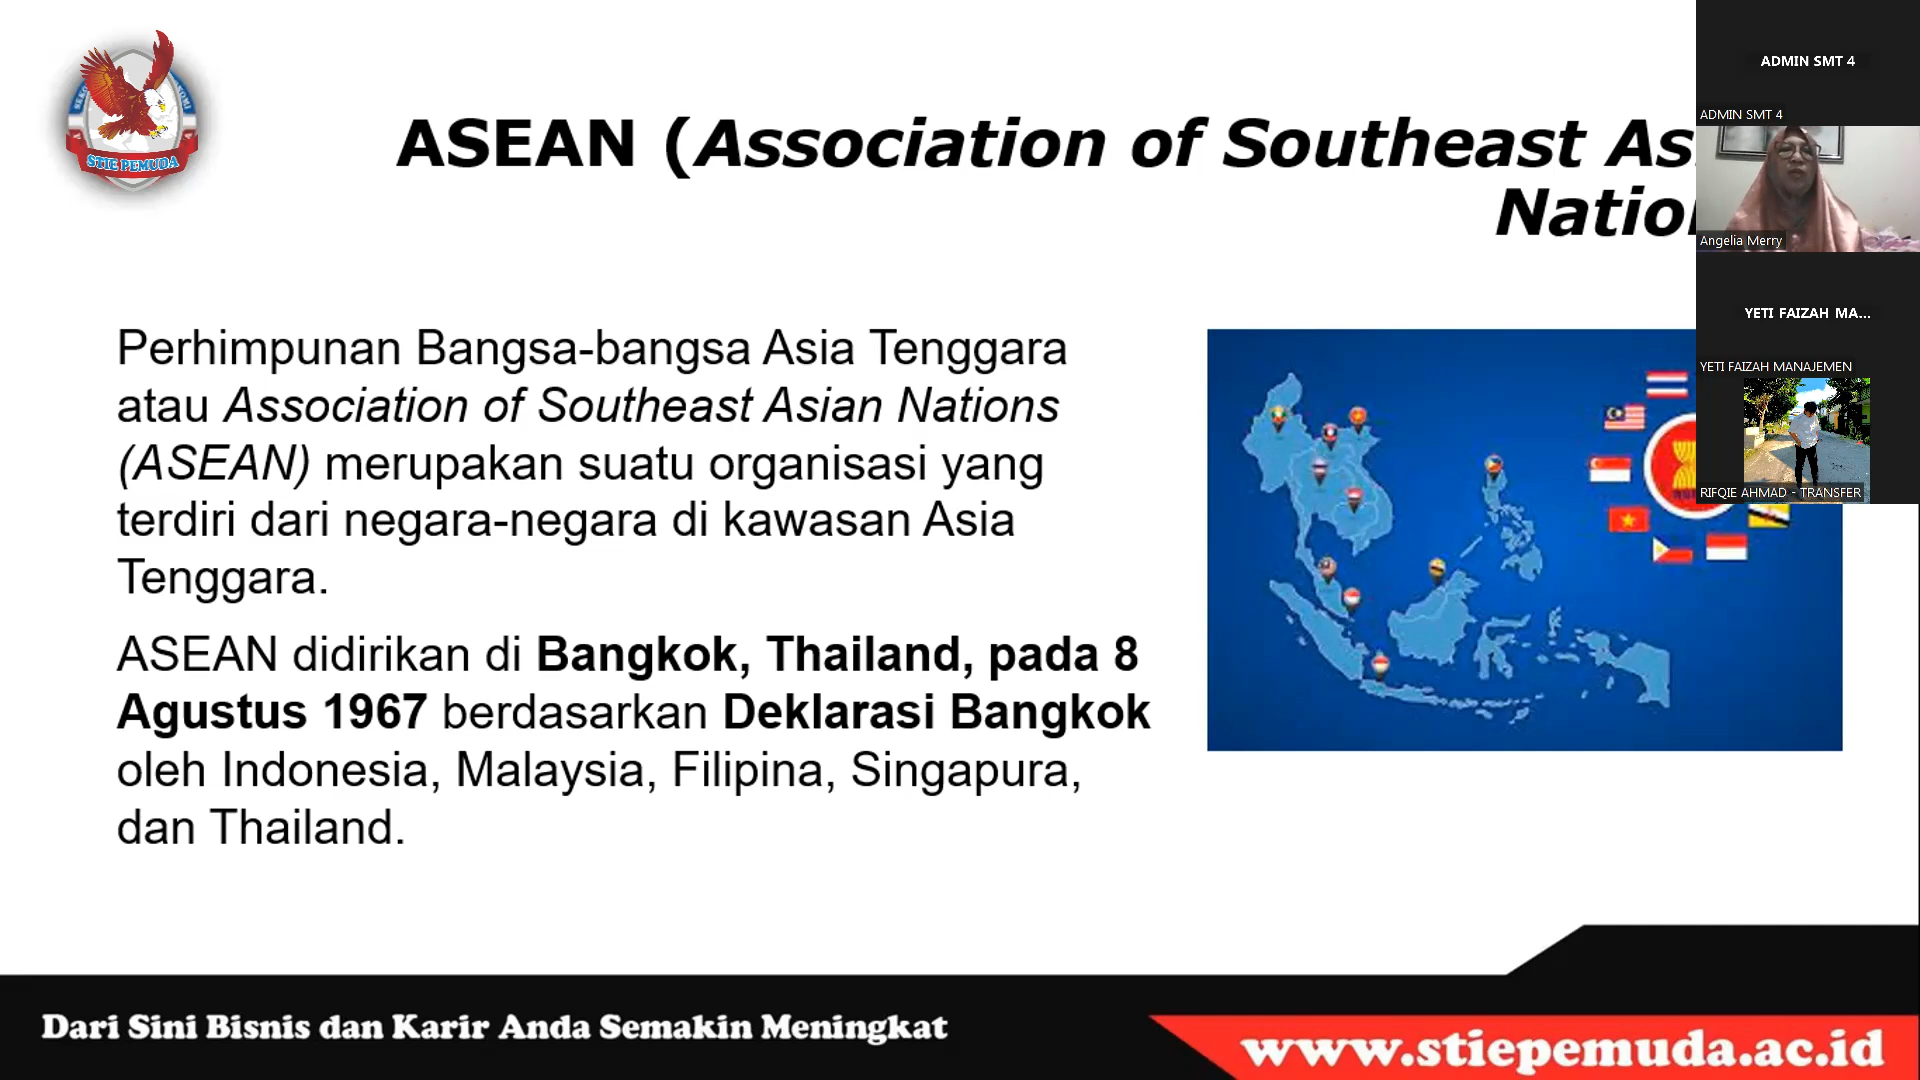 STIE PEMUDA
ASEAN (Association of Southeast As
Nation
Perhimpunan Bangsa-bangsa Asia Tenggara
atau Association of Southeast Asian Nations
(ASEAN) merupakan suatu organisasi yang
terdiri dari negara-negara di kawasan Asia
Tenggara.
ASEAN didirikan di Bangkok, Thailand, pada 8
Agustus 1967 berdasarkan Deklarasi Bangkok
oleh Indonesia, Malaysia, Filipina, Singapura,
dan Thailand.
ADMIN SMT 4
ADMIN SMT 4
Angelia Merry
YETI FAIZAH MA...
YETI FAIZAH MANAJEMEN
RIFQIE AHMAD - TRANSFER
Dari Sini Bisnis dan Karir Anda Semakin Meningkat
www.stiepemuda.ac.id